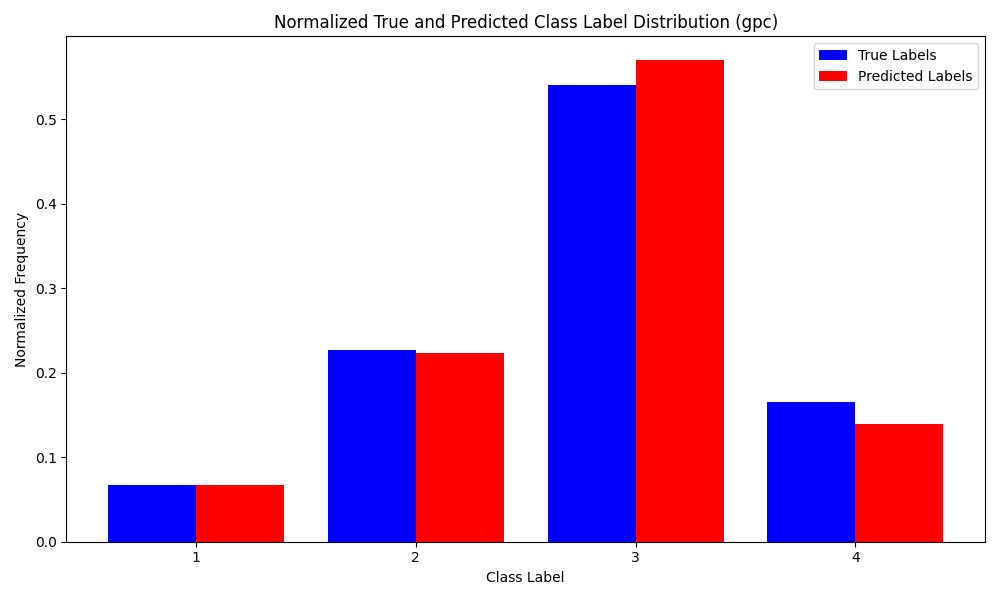 Normalized True and Predicted Class Label Distribution (gpc)
True Labels
Predicted Labels
Normalized Frequency
0.5
0.4
0.3
0.2
0.1
0.0
1 2 3 4
Class Label